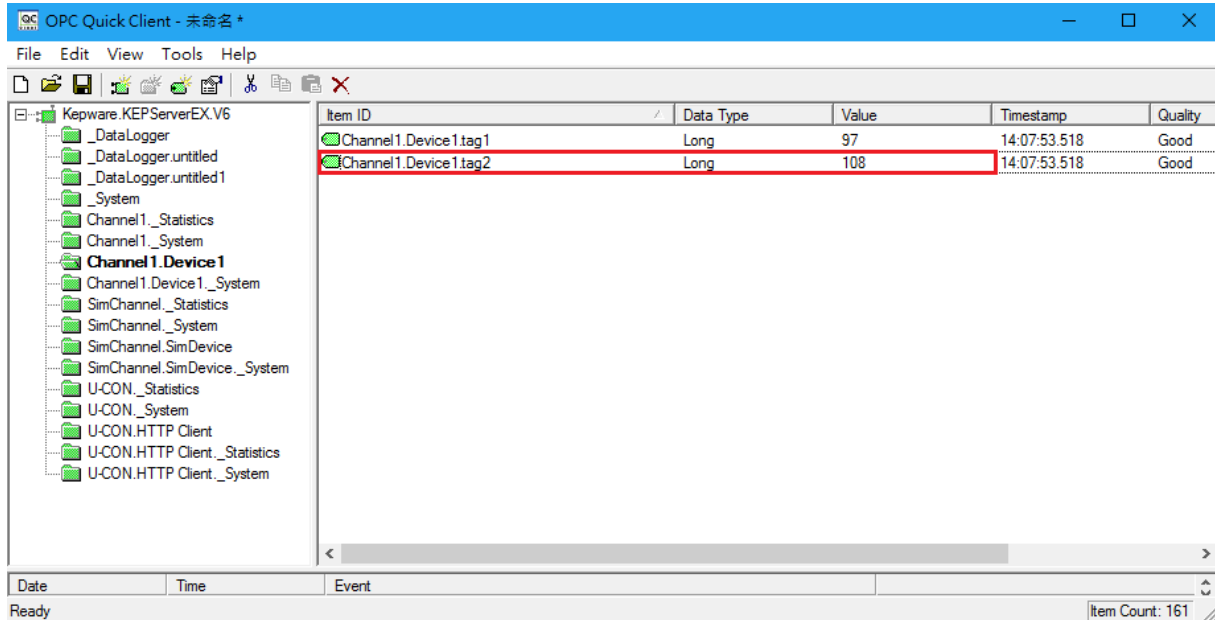 OPC Quick Client - 未命名 *
File Edit View Tools Help
Kepware.KEPServerEX.V6
_DataLogger
_DataLogger.untitled
_DataLogger.untitled1
_System
Channel1._Statistics
Channel1._System
Channel1.Device1
Channel1.Device1._System
SimChannel._Statistics
SimChannel._System
SimChannel.SimDevice
SimChannel.SimDevice._System
U-CON._Statistics
U-CON._System
U-CON.HTTP Client
U-CON.HTTP Client._Statistics
U-CON.HTTP Client._System
Item ID Data Type Value Timestamp Quality
Channel1.Device1.tag1 Long 97 14:07:53.518 Good
Channel1.Device1.tag2 Long 108 14:07:53.518 Good
Date Time Event
Ready Item Count: 161